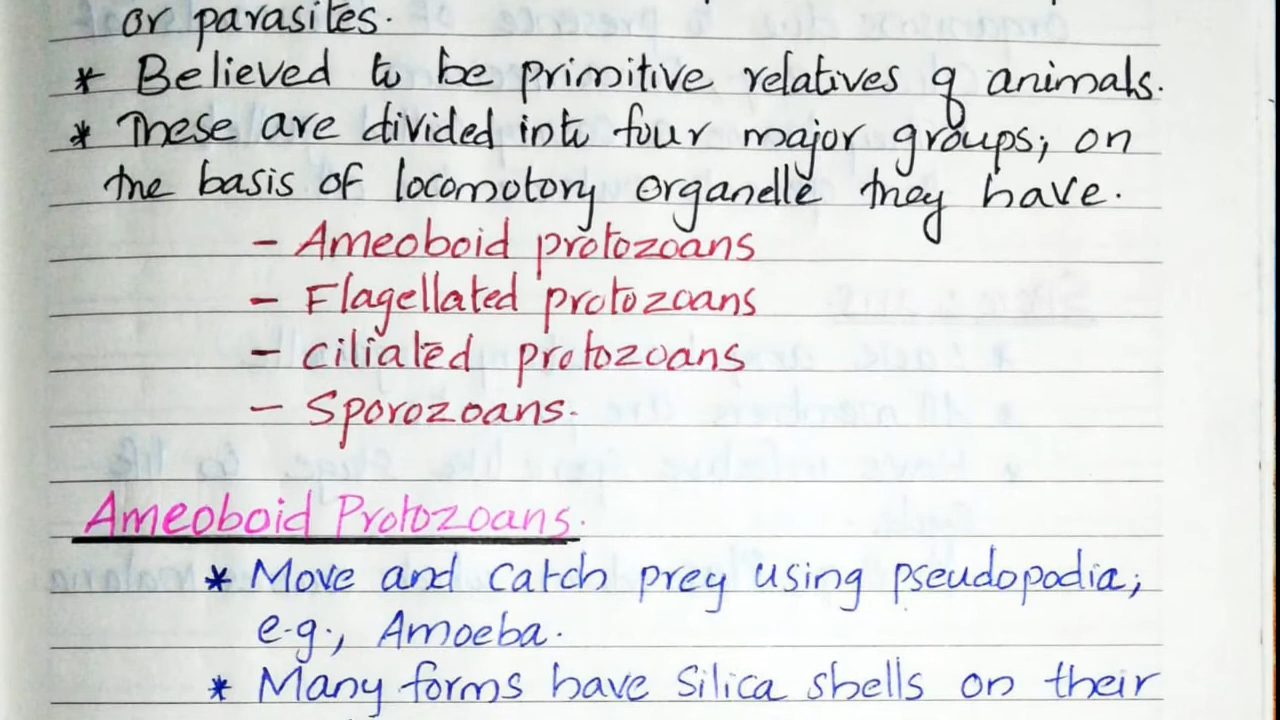 or parasites.
* Believed to be primitive relatives of animals.
* These are divided into four major groups; on
the basis of locomotory organelle they have.
- Ameoboid protozoans
- Flagellated protozoans
- ciliated protozoans
- Sporozoans.
Ameoboid Protozoans.
* Move and catch prey using pseudopodia;
e.g., Amoeba.
* Many forms have silica shells on their